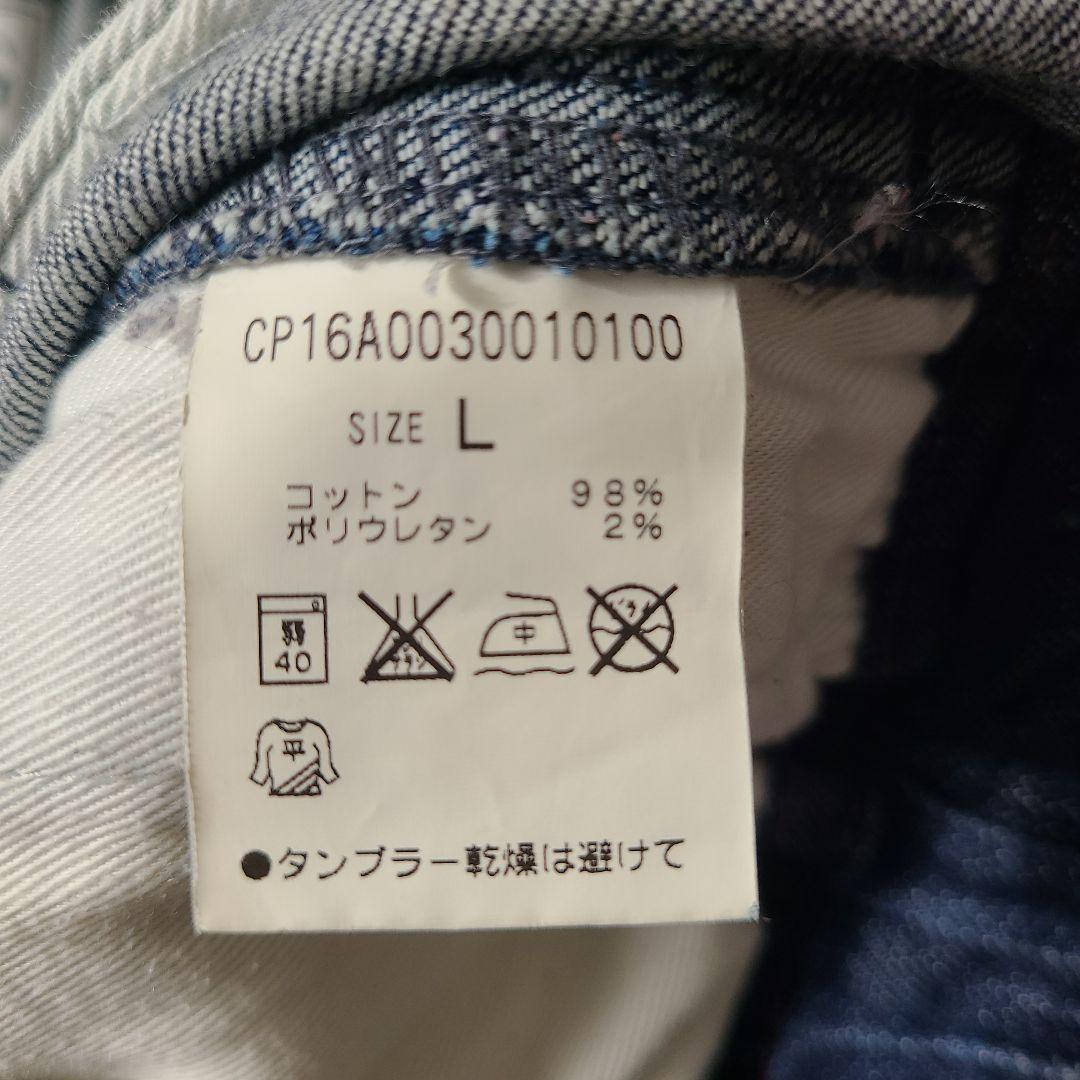 CP16A0030010100
SIZE L
コットン 98%
ポリウレタン 2%
弱 40
中
ドライ
平
●タンブラー乾燥は避けて